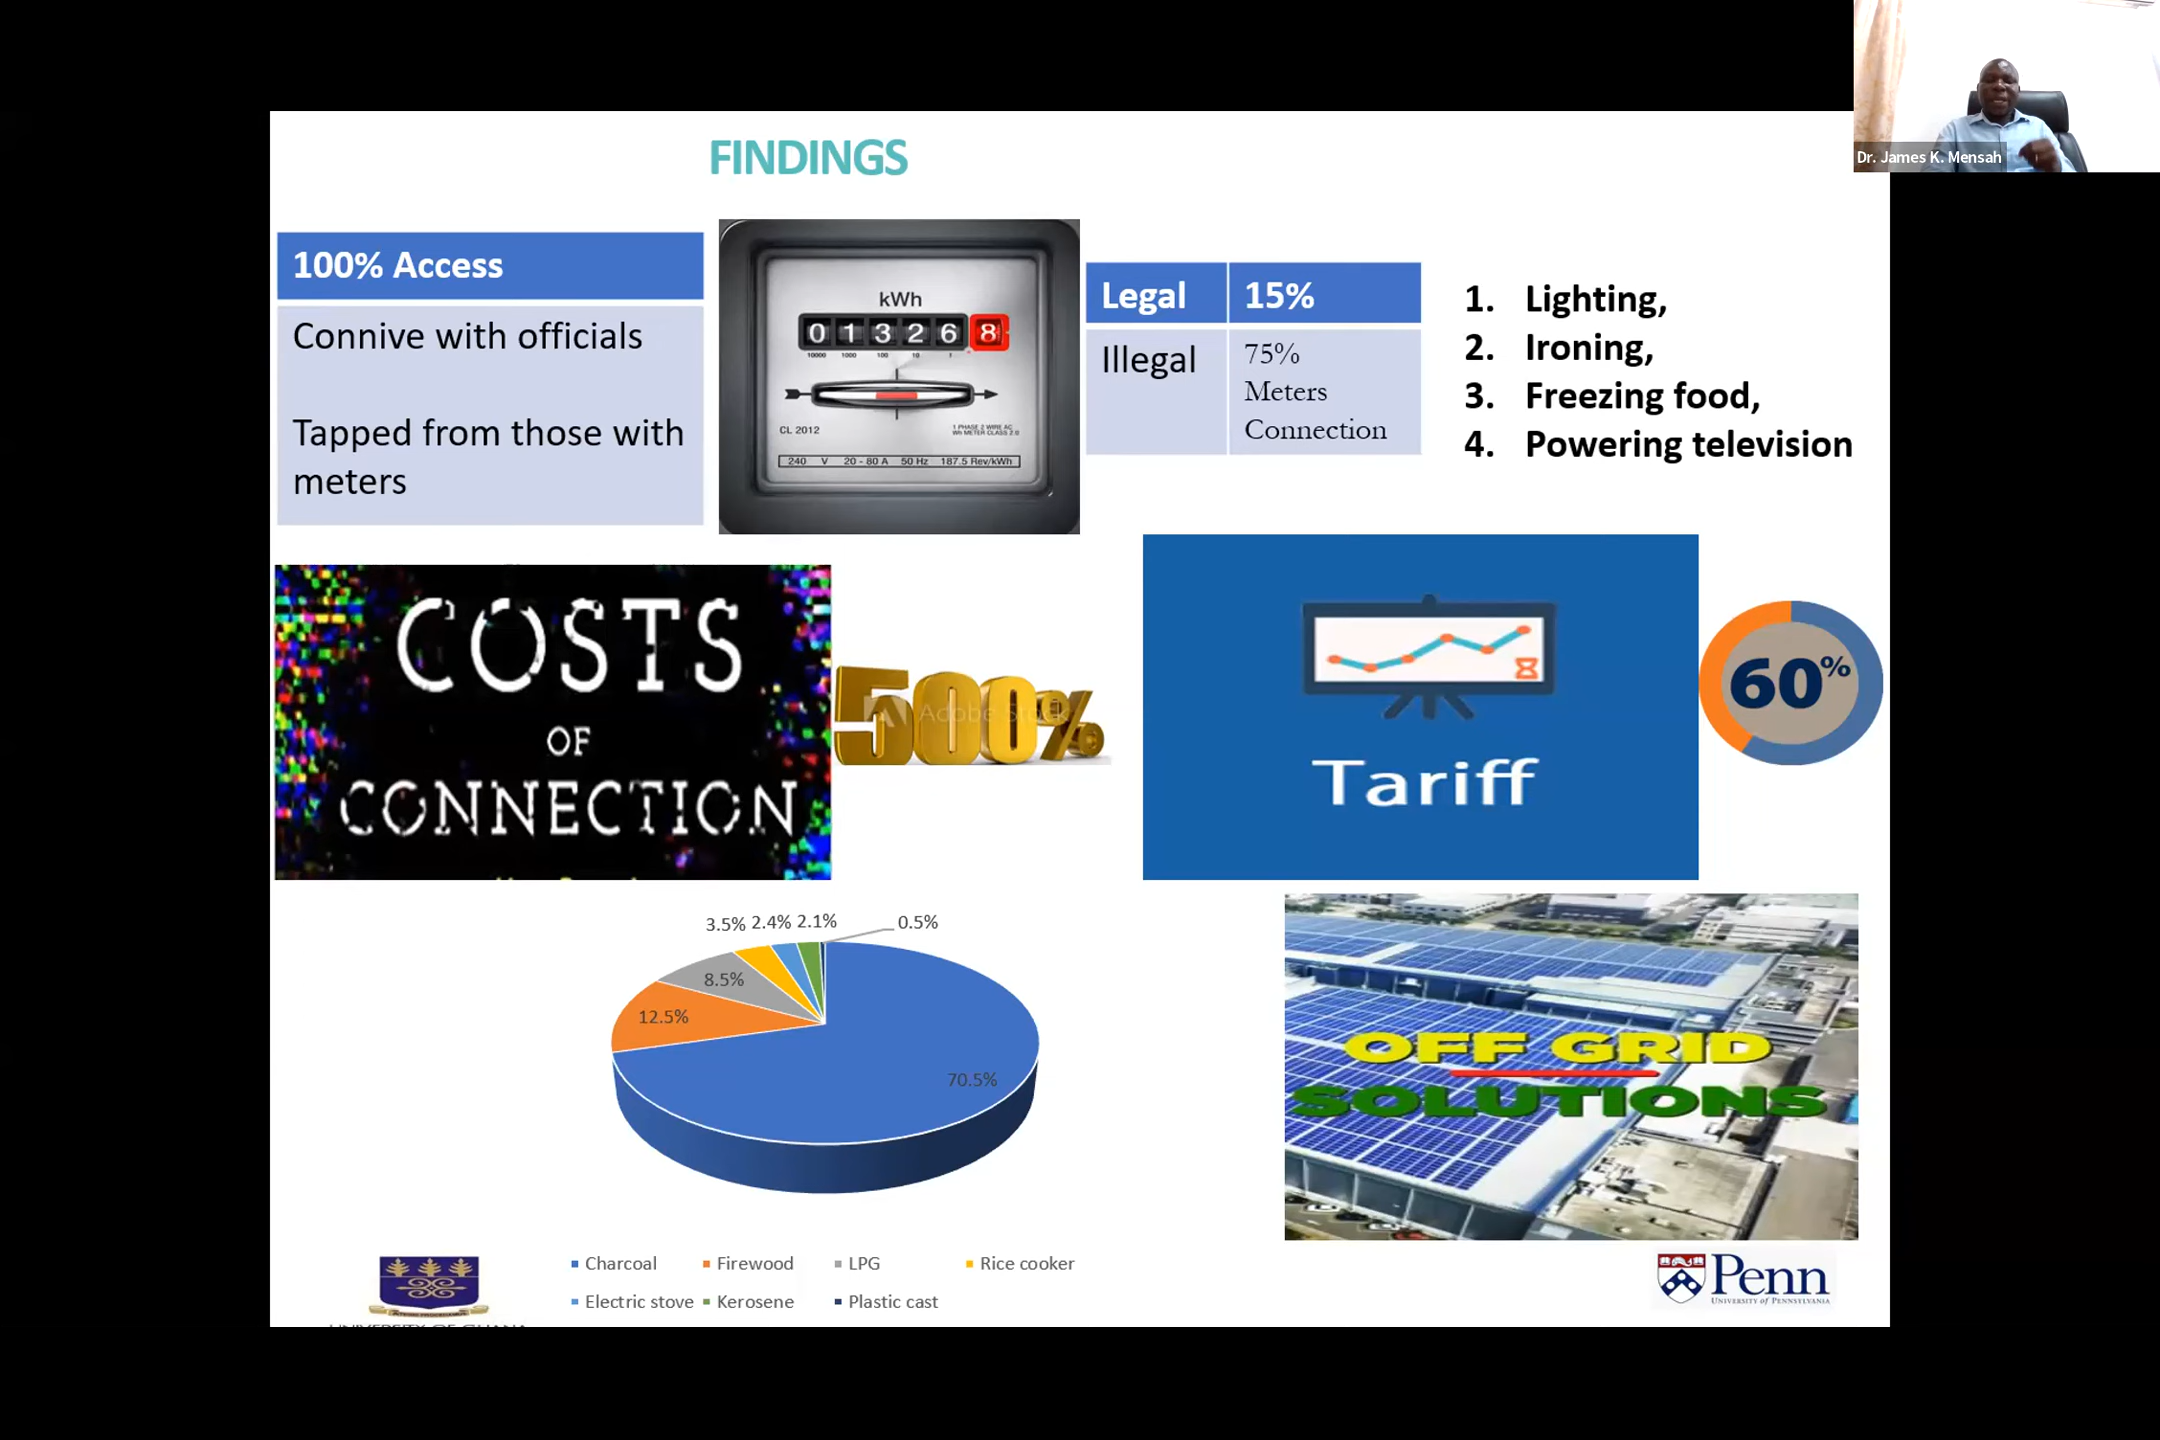 Dr. James K. Mensah
FINDINGS
100% Access
Connive with officials
Tapped from those with
meters
kWh
0 1 3 2 6 8
10000 1000 100 10 1
CL 2012
1 PHASE 2 WIRE AC
Wh METER CLASS 2.0
240 V 20 - 80 A 50 Hz 187.5 Rev/kWh
Legal 15%
Illegal 75%
Meters
Connection
1. Lighting,
2. Ironing,
3. Freezing food,
4. Powering television
COSTS
OF
CONNECTION
500%
Adobe Stock
Tariff
60%
3.5% 2.4% 2.1% 0.5%
8.5%
12.5%
70.5%
Charcoal Firewood LPG Rice cooker
Electric stove Kerosene Plastic cast
OFF GRID
SOLUTIONS
UNIVERSITY OF GHANA
Penn
UNIVERSITY of PENNSYLVANIA